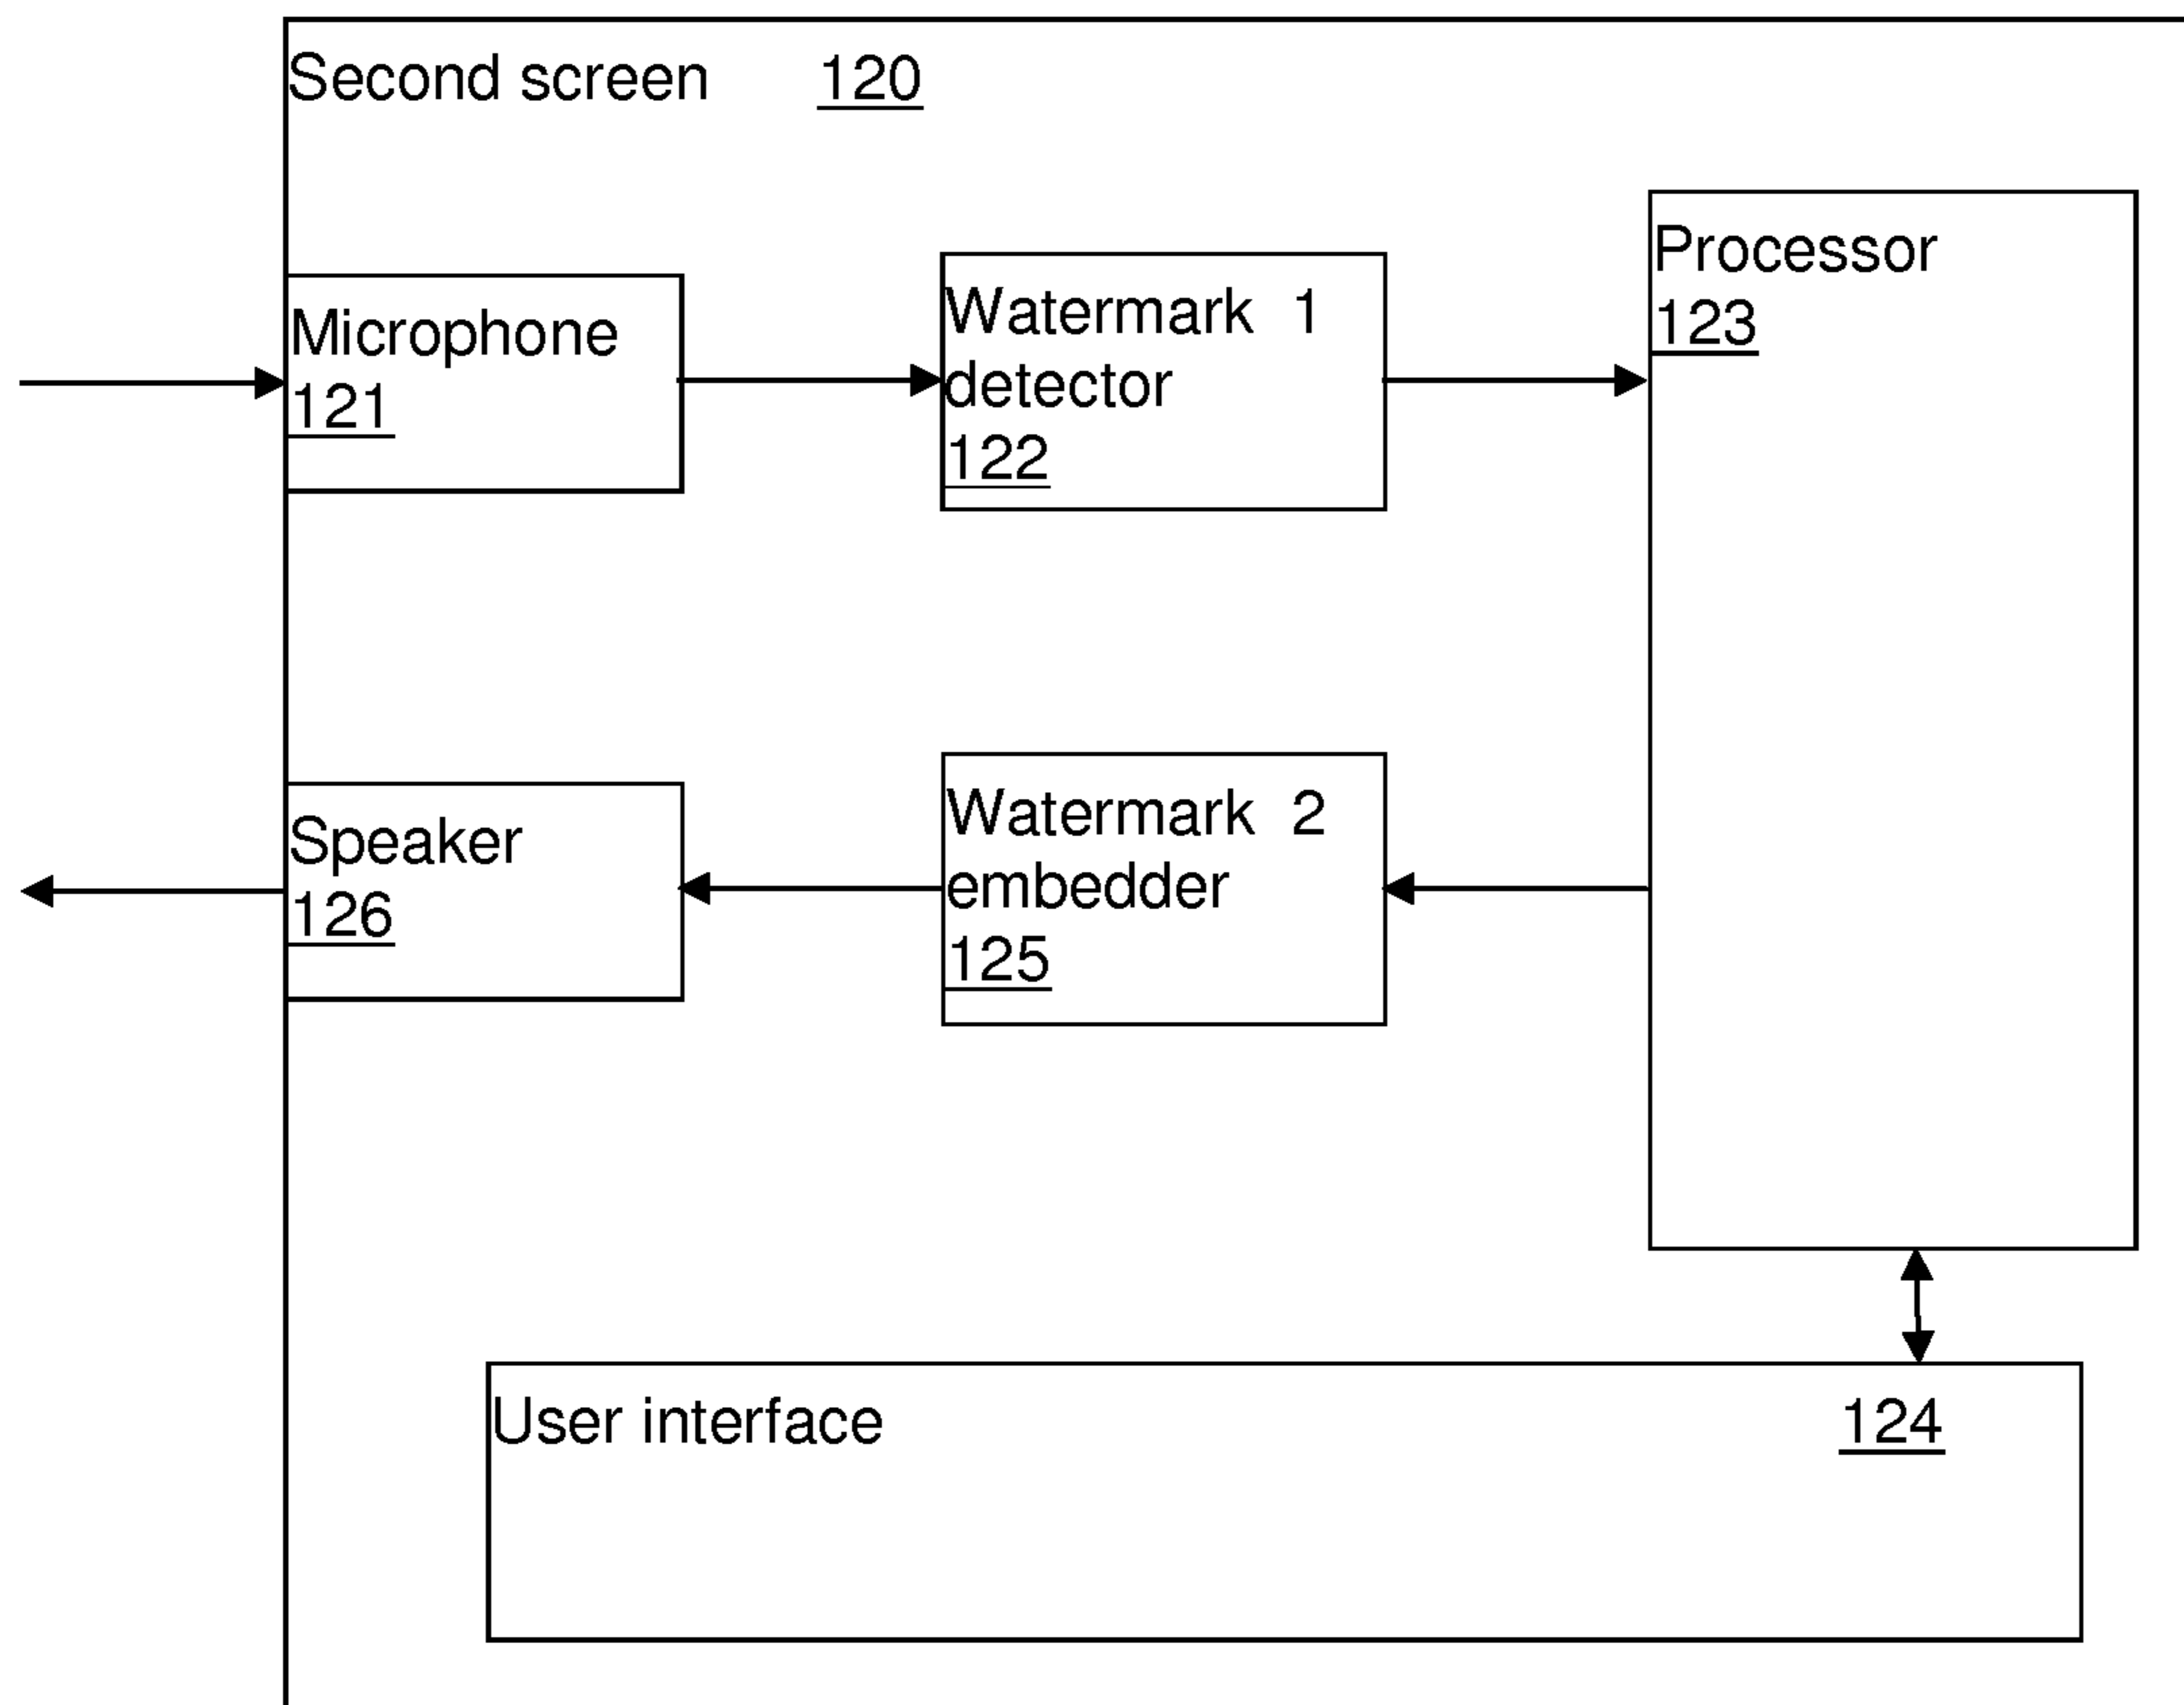 Second screen 120
Microphone
121
Watermark 1
detector
122
Processor
123
Speaker
126
Watermark 2
embedder
125
User interface 124